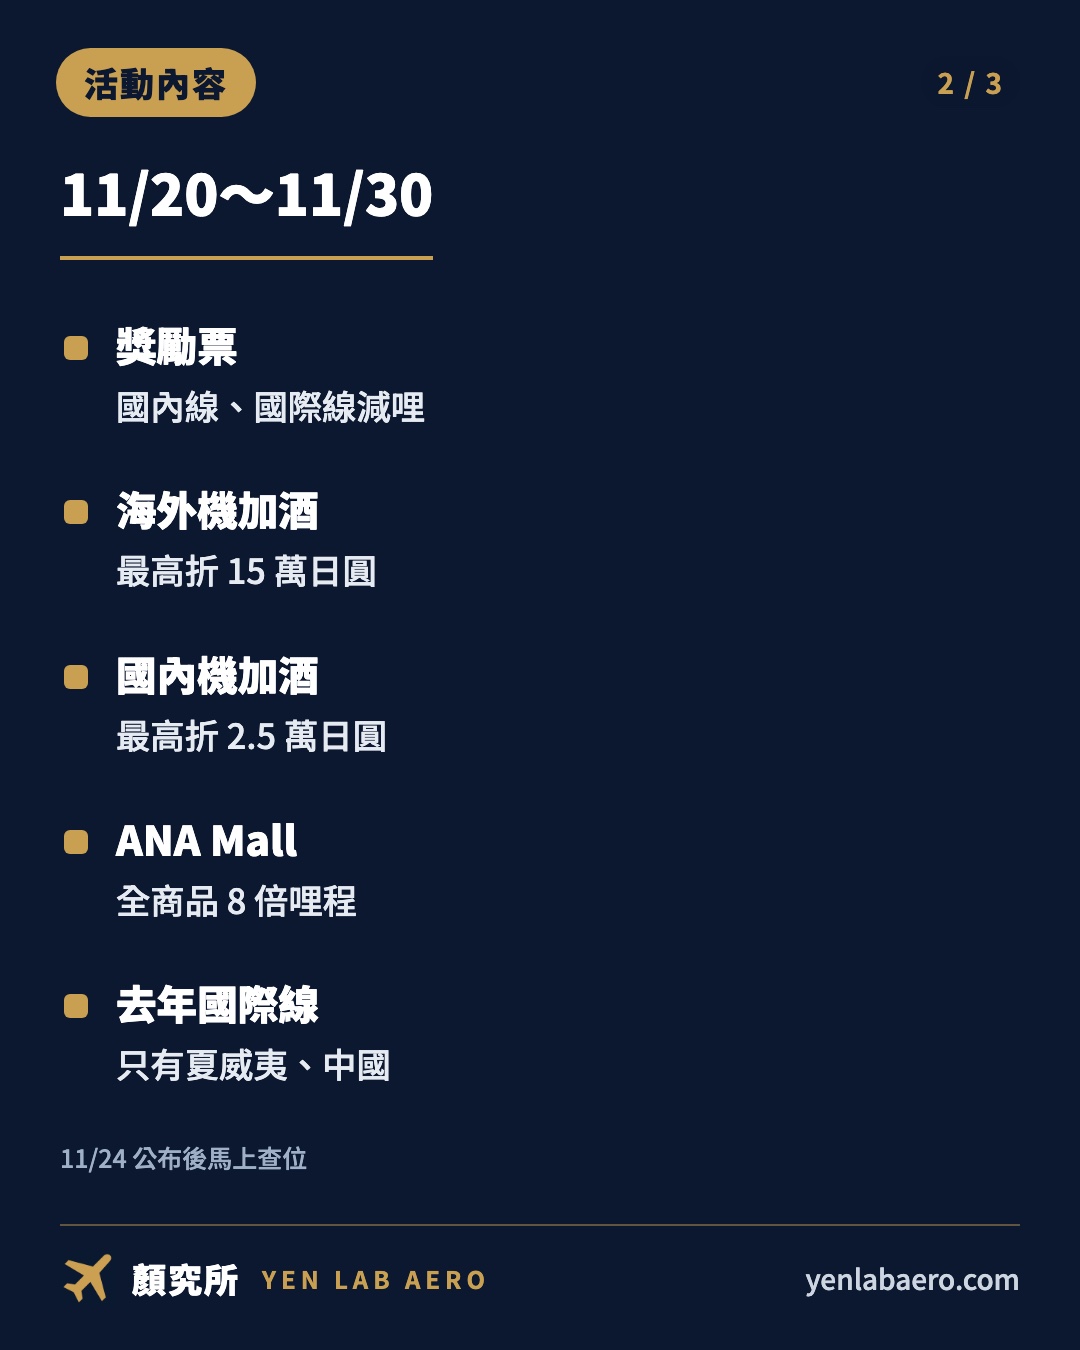 活動內容
2 / 3
11/20～11/30
獎勵票
國內線、國際線減哩
海外機加酒
最高折 15 萬日圓
國內機加酒
最高折 2.5 萬日圓
ANA Mall
全商品 8 倍哩程
去年國際線
只有夏威夷、中國
11/24 公布後馬上查位
顏究所 YEN LAB AERO
yenlabaero.com